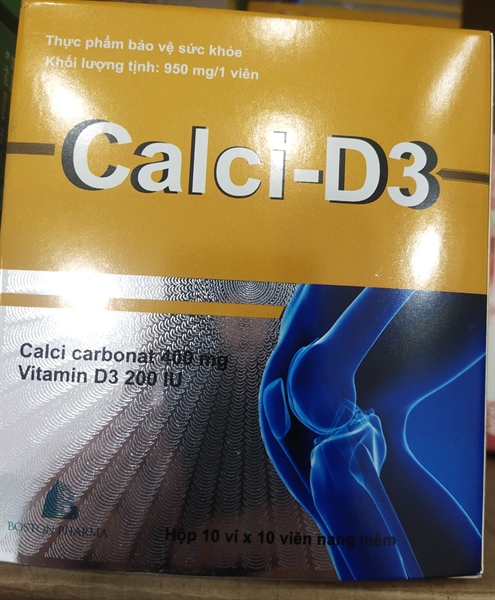 Thực phẩm bảo vệ sức khỏe
Khối lượng tịnh: 950 mg/1 viên
Calci-D3
Calci carbonat 400 mg
Vitamin D3 200 IU
BOSTON PHARMA
Hộp 10 vỉ x 10 viên nang mềm